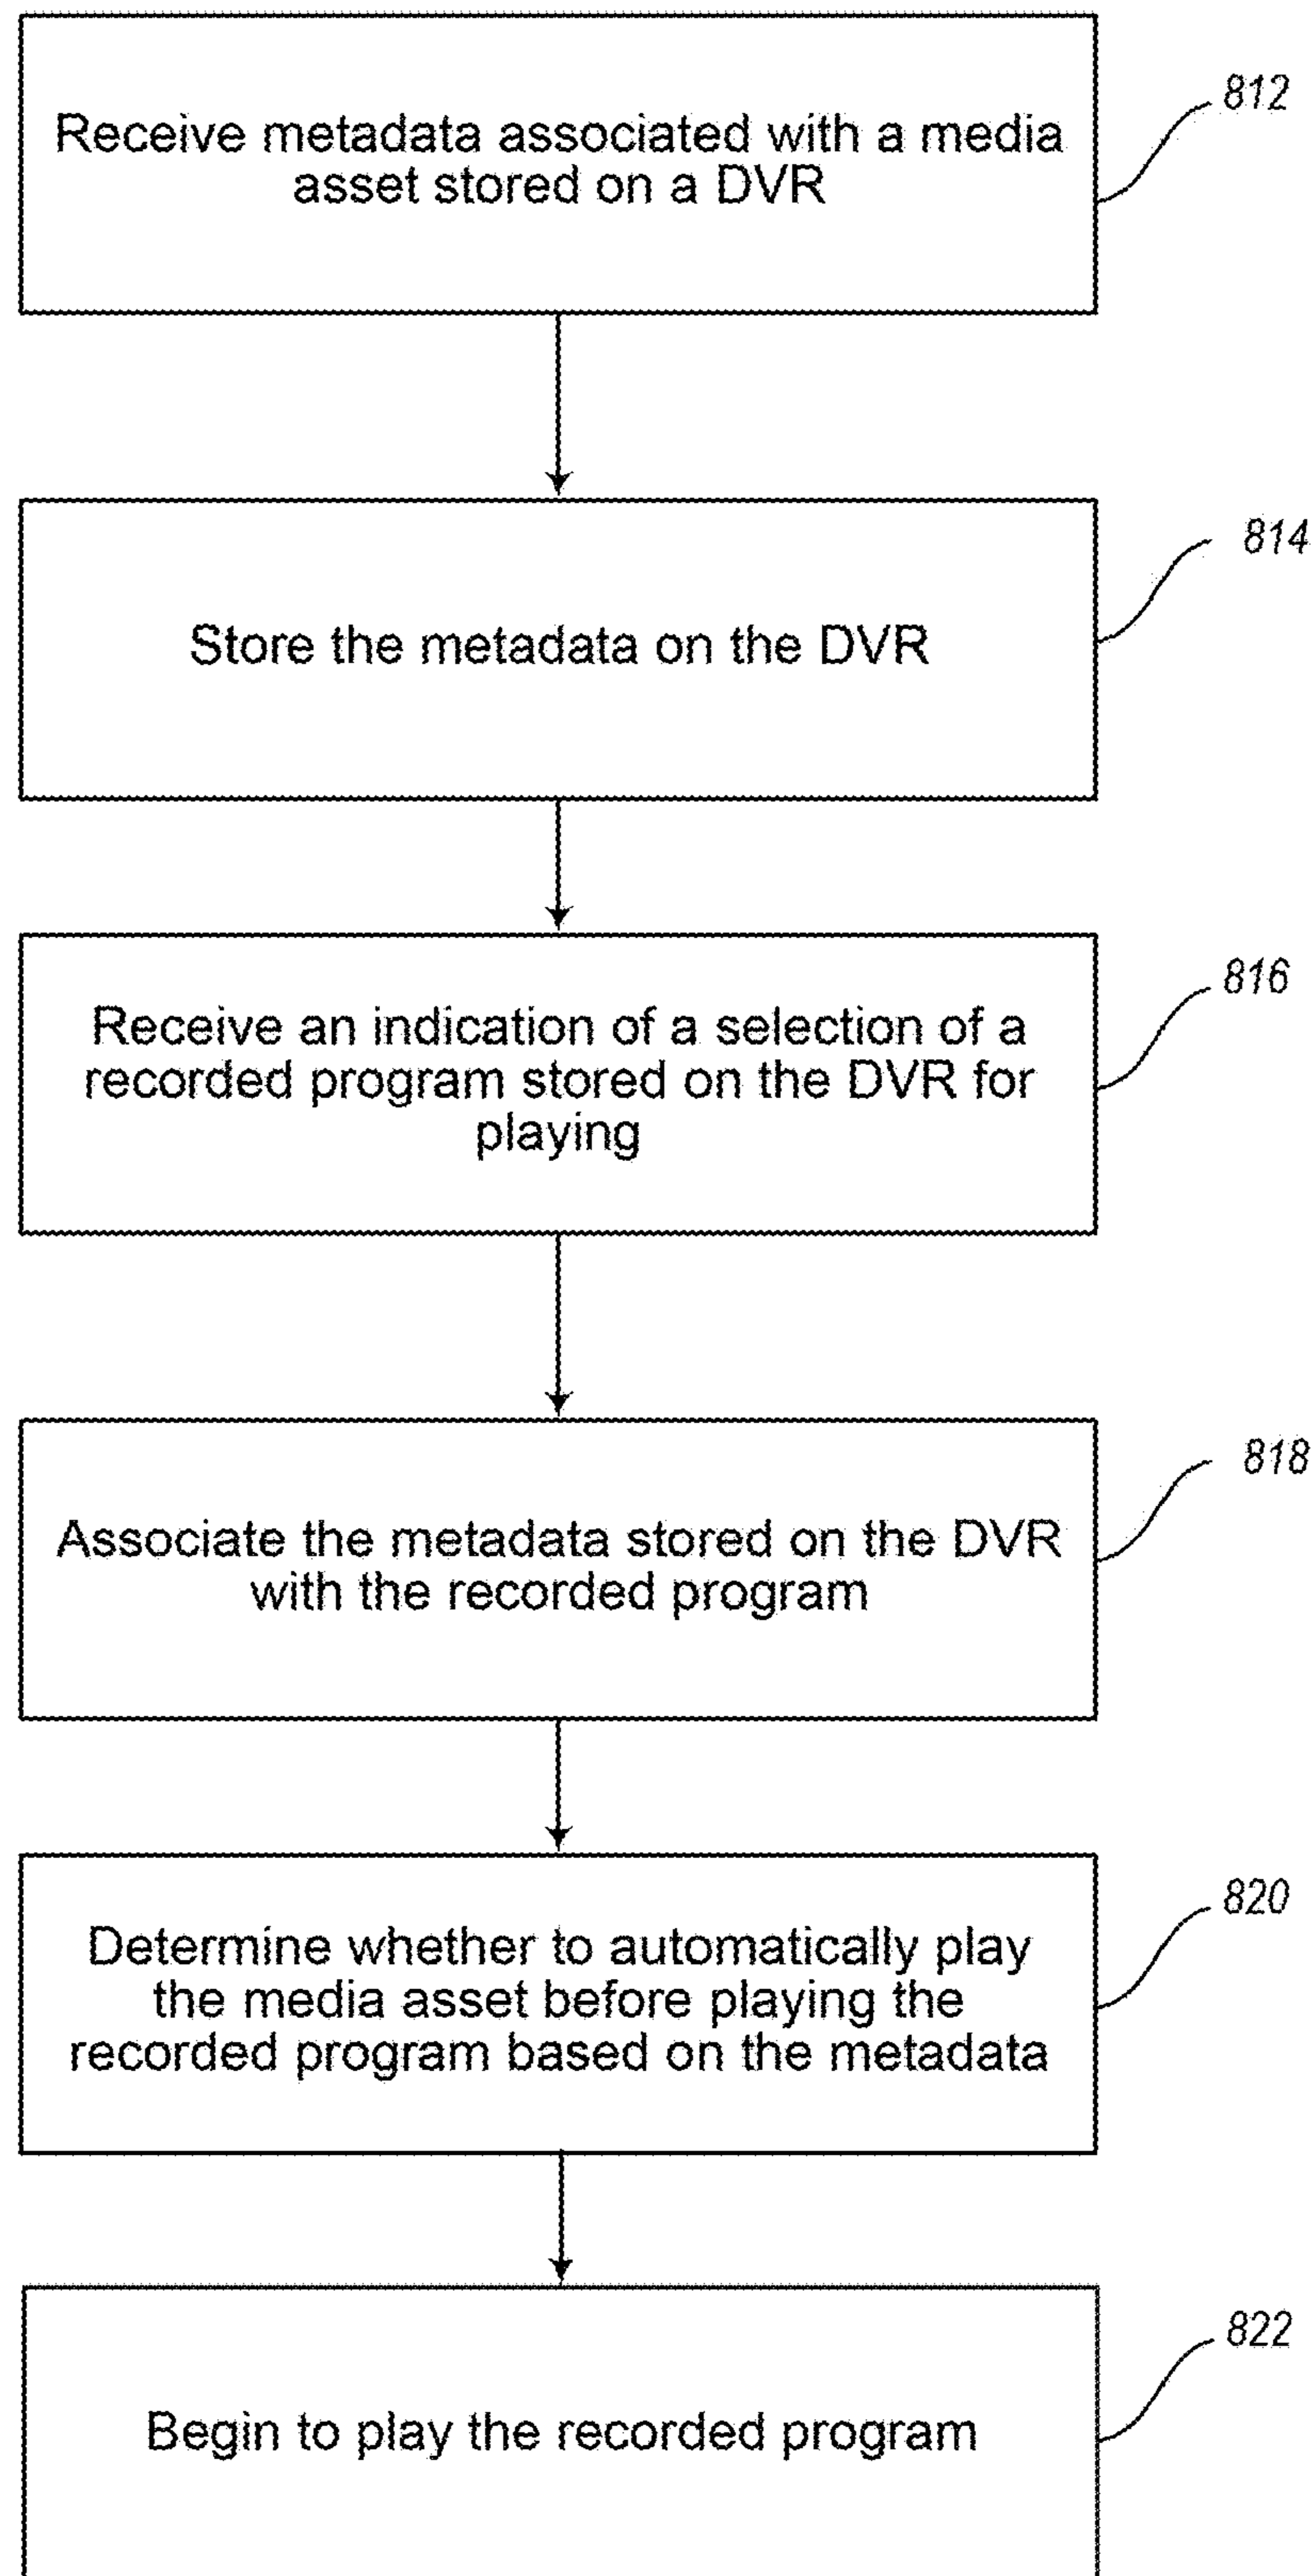 Receive metadata associated with a media
asset stored on a DVR
812
Store the metadata on the DVR
814
Receive an indication of a selection of a
recorded program stored on the DVR for
playing
816
Associate the metadata stored on the DVR
with the recorded program
818
Determine whether to automatically play
the media asset before playing the
recorded program based on the metadata
820
Begin to play the recorded program
822